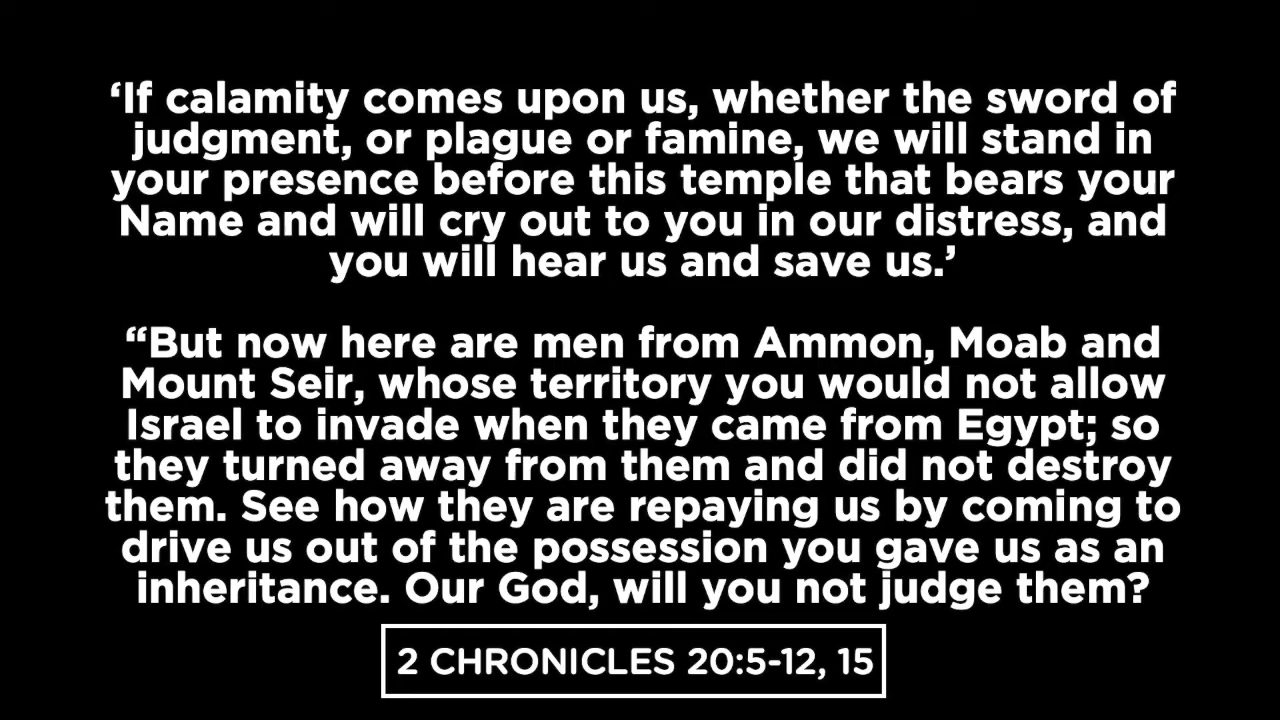 ‘If calamity comes upon us, whether the sword of
judgment, or plague or famine, we will stand in
your presence before this temple that bears your
Name and will cry out to you in our distress, and
you will hear us and save us.’
“But now here are men from Ammon, Moab and
Mount Seir, whose territory you would not allow
Israel to invade when they came from Egypt; so
they turned away from them and did not destroy
them. See how they are repaying us by coming to
drive us out of the possession you gave us as an
inheritance. Our God, will you not judge them?
2 CHRONICLES 20:5-12, 15